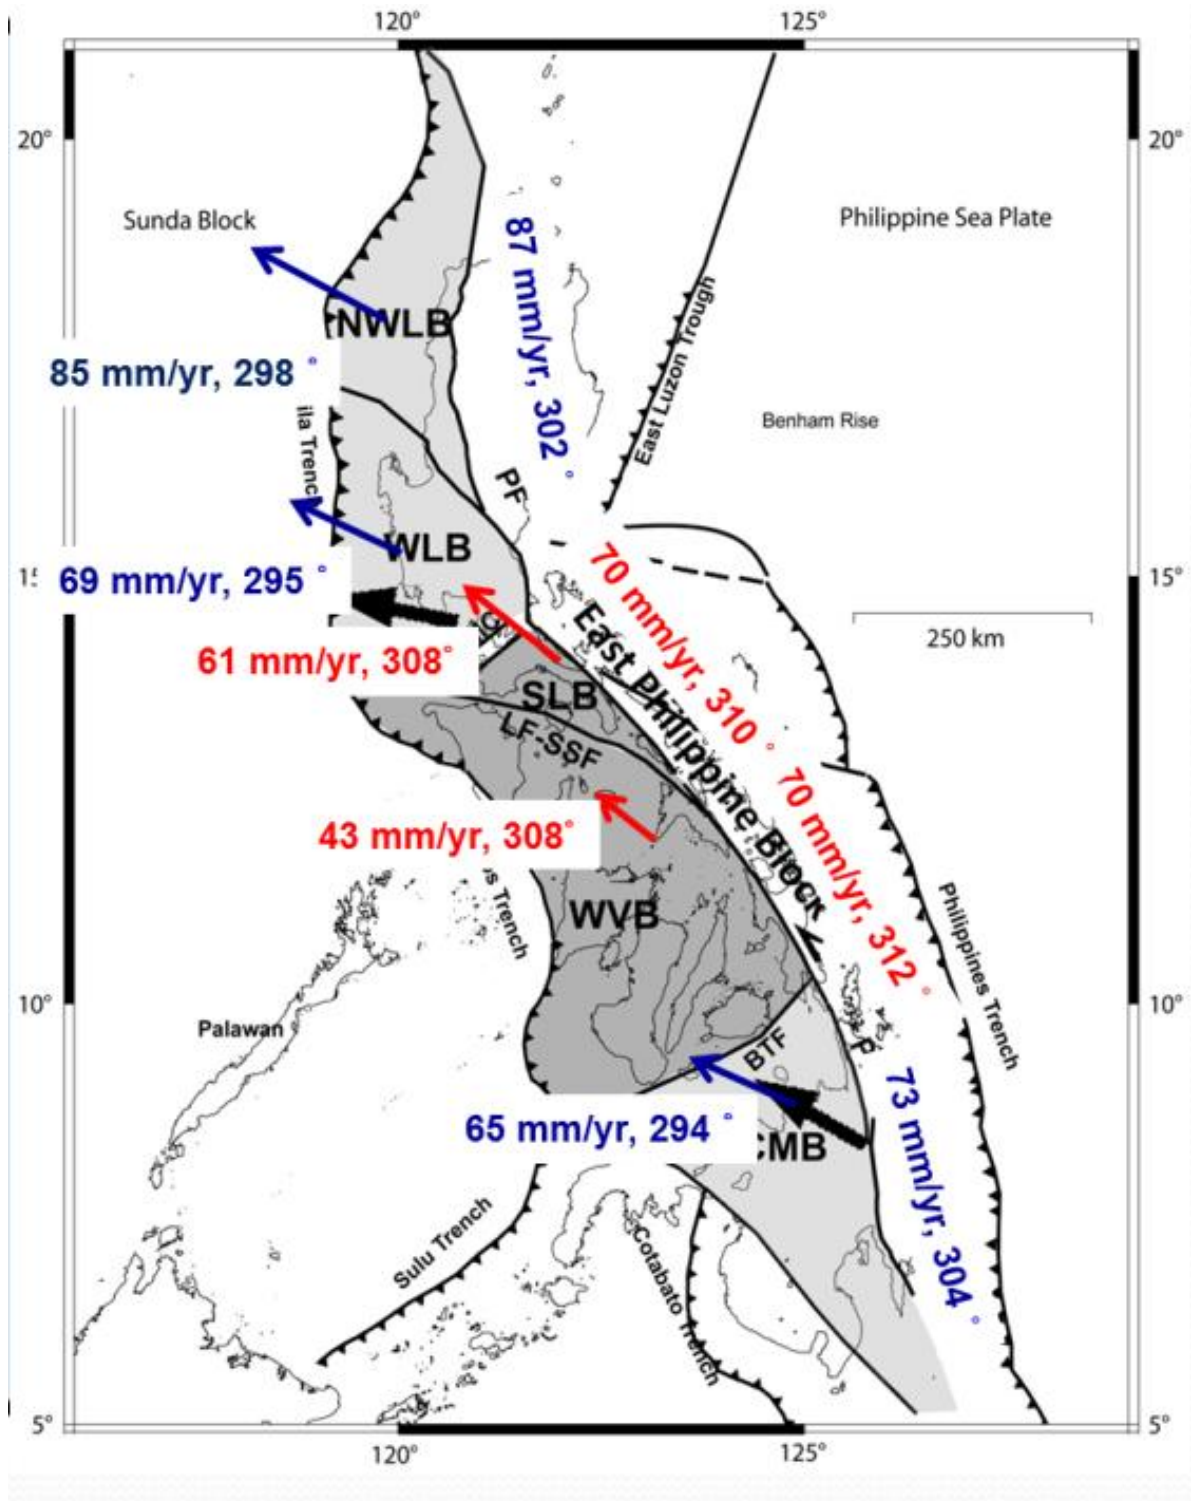 120°
125°
20°
20°
Sunda Block
Philippine Sea Plate
87 mm/yr, 302 °
East Luzon Trough
NWLB
85 mm/yr, 298 °
ila Trench
Benham Rise
PF
WLB
69 mm/yr, 295 °
15°
70 mm/yr, 310 °
East Philippine Block
250 km
61 mm/yr, 308°
SLB
LF-SSF
70 mm/yr, 312 °
43 mm/yr, 308°
Trench
WVB
Philippines Trench
10°
10°
Palawan
BTF
P
65 mm/yr, 294 °
CMB
73 mm/yr, 304 °
Sulu Trench
Cotabato Trench
5°
5°
120°
125°